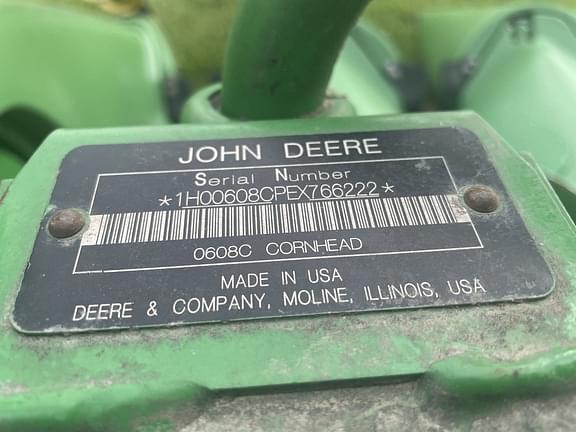 JOHN DEERE
Serial Number
*1H00608CPEX766222*
0608C CORNHEAD
MADE IN USA
DEERE & COMPANY, MOLINE, ILLINOIS, USA